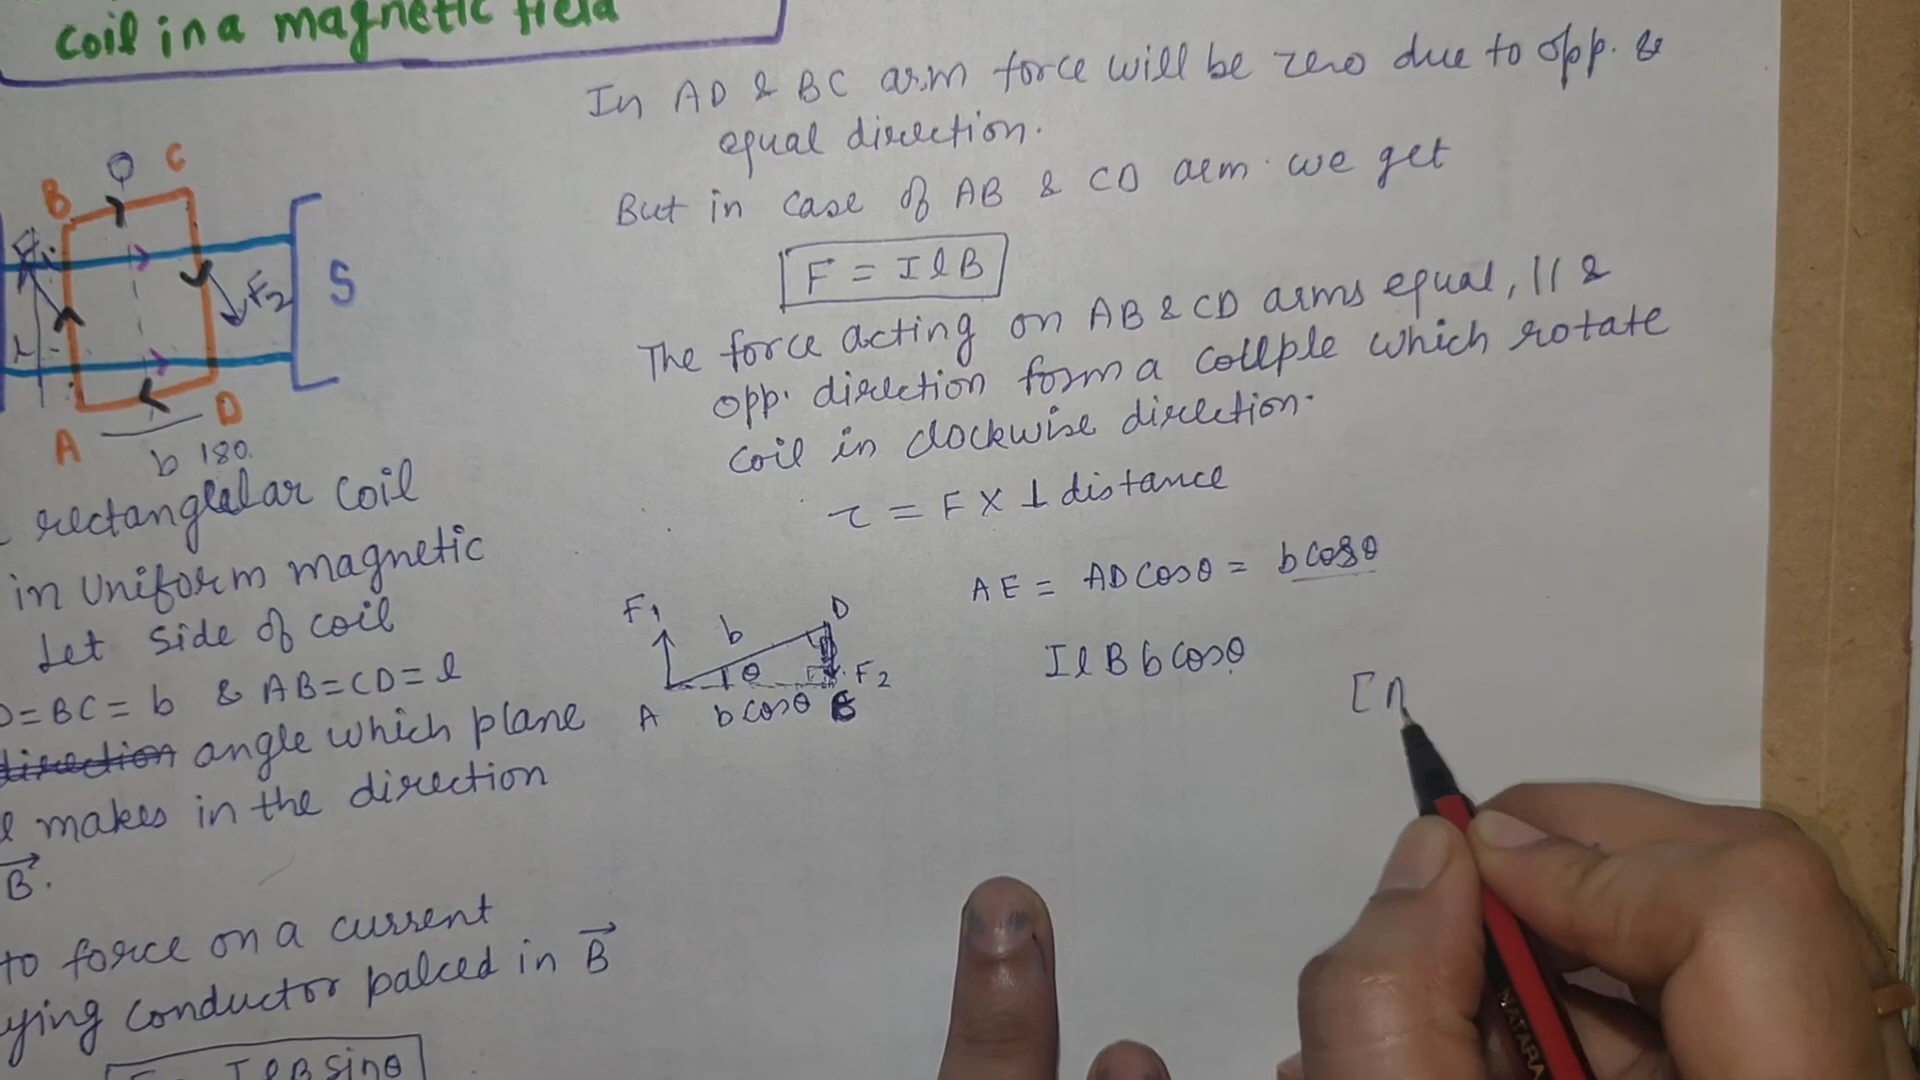 coil in a magnetic field
In AD & BC arm force will be zero due to opp. &
equal direction.
But in case of AB & CD arm we get
F = IlB
The force acting on AB & CD arms equal, || &
opp. direction form a couple which rotate
coil in clockwise direction.
τ = F × ⊥ distance
AE = AD cosθ = b cosθ
IlB b cosθ
[n
B
C
F2
S
A
D
b
180
rectangular coil
in uniform magnetic
Let side of coil
=BC = b & AB=CD=l
direction angle which plane
makes in the direction
B⃗.
to force on a current
ying conductor palced in B⃗
IlB sinθ
F1
b
D
θ
F2
A
b cosθ
NATARA